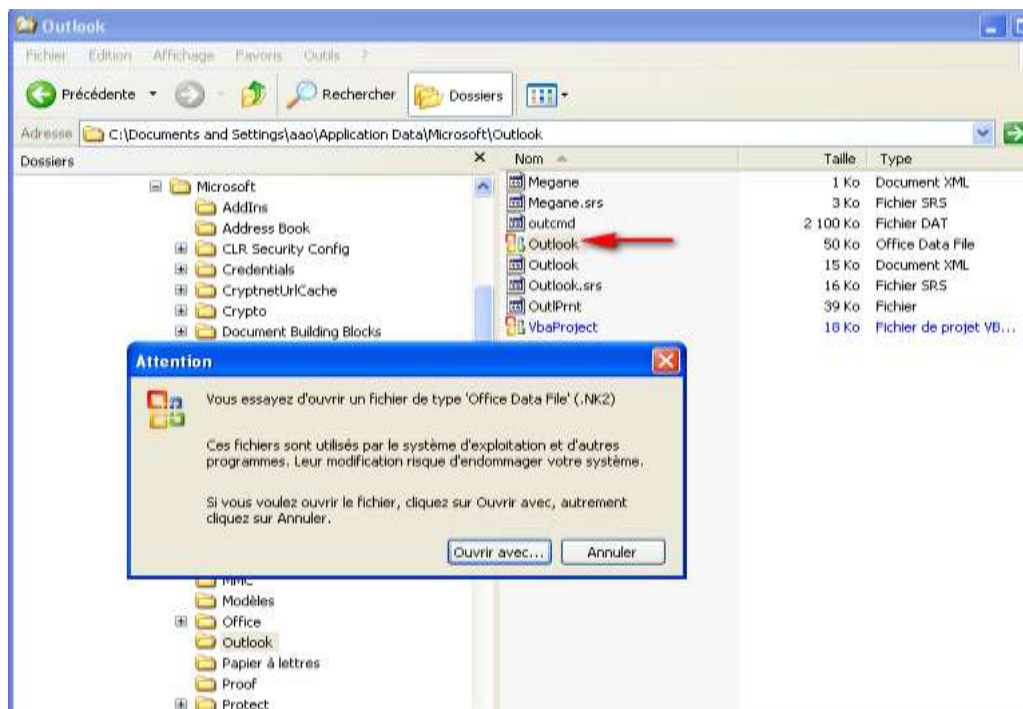 Outlook
Fichier Edition Affichage Favoris Outils ?
Précédente Rechercher Dossiers
Adresse C:\Documents and Settings\aao\Application Data\Microsoft\Outlook
Dossiers
Microsoft
AddIns
Address Book
CLR Security Config
Credentials
CryptnetUrlCache
Crypto
Document Building Blocks
Nom Taille Type
Megane 1 Ko Document XML
Megane.srs 3 Ko Fichier SRS
outcmd 2 100 Ko Fichier DAT
Outlook 50 Ko Office Data File
Outlook 15 Ko Document XML
Outlook.srs 16 Ko Fichier SRS
OutlPrnt 39 Ko Fichier
VbaProject 18 Ko Fichier de projet VB...
Attention
Vous essayez d'ouvrir un fichier de type 'Office Data File' (.NK2)
Ces fichiers sont utilisés par le système d'exploitation et d'autres
programmes. Leur modification risque d'endommager votre système.
Si vous voulez ouvrir le fichier, cliquez sur Ouvrir avec, autrement
cliquez sur Annuler.
Ouvrir avec... Annuler
MMC
Modèles
Office
Outlook
Papier à lettres
Proof
Protect